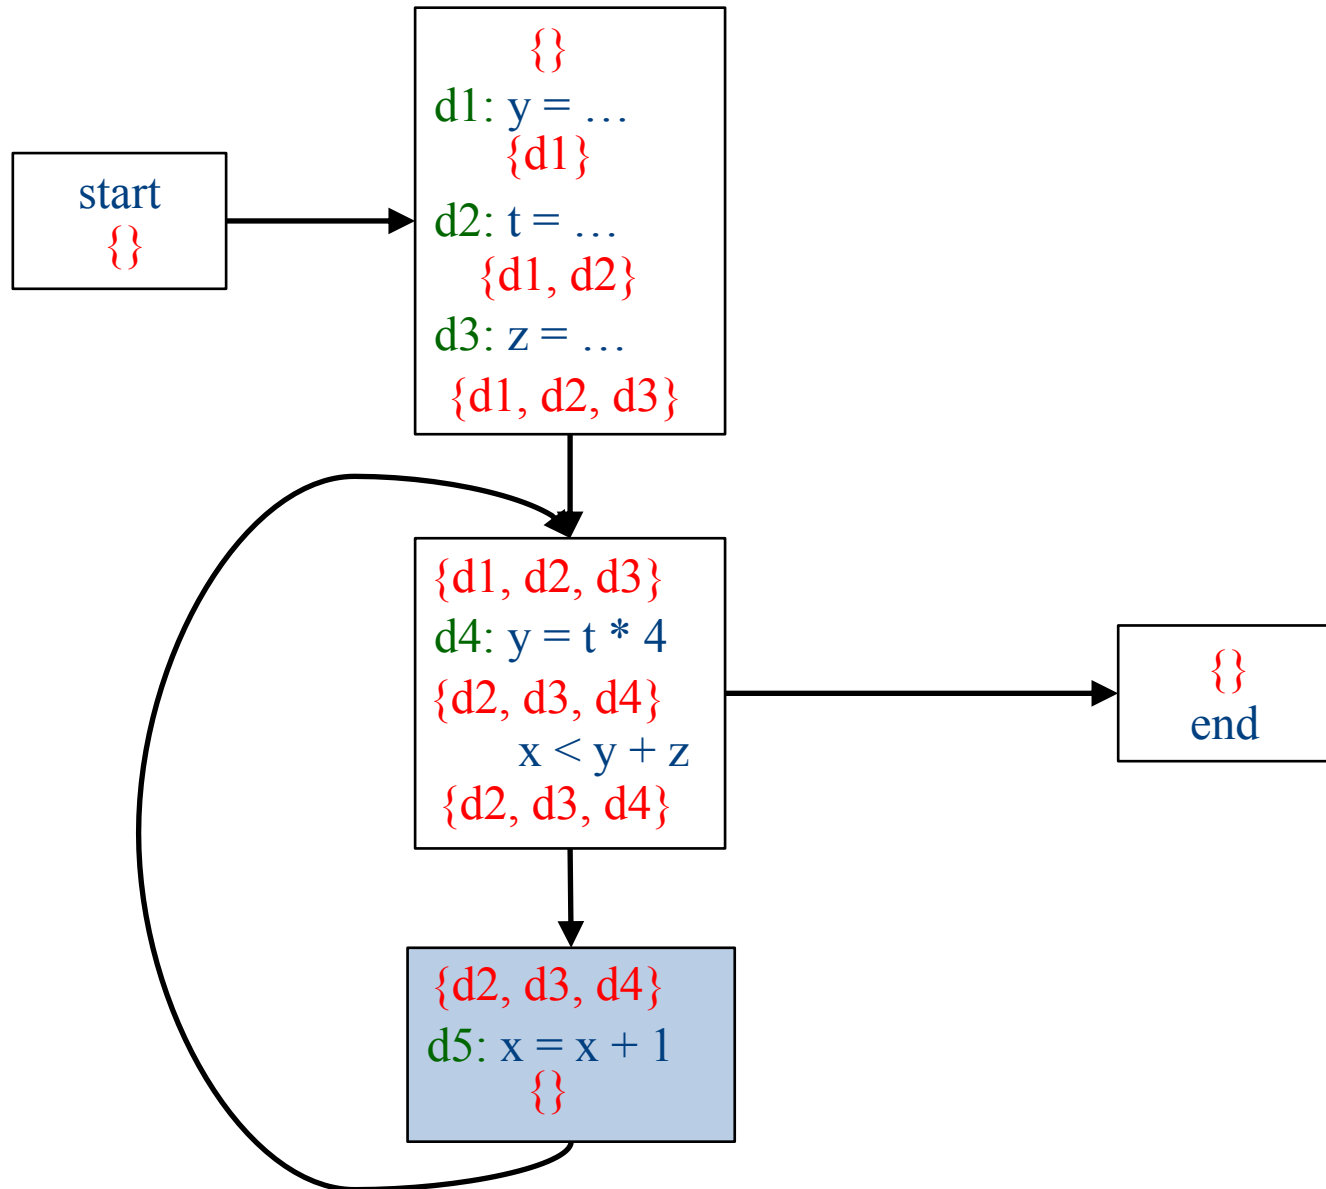 start
{}
{}
d1: y = …
{d1}
d2: t = …
{d1, d2}
d3: z = …
{d1, d2, d3}
{d1, d2, d3}
d4: y = t * 4
{d2, d3, d4}
x < y + z
{d2, d3, d4}
{}
end
{d2, d3, d4}
d5: x = x + 1
{}